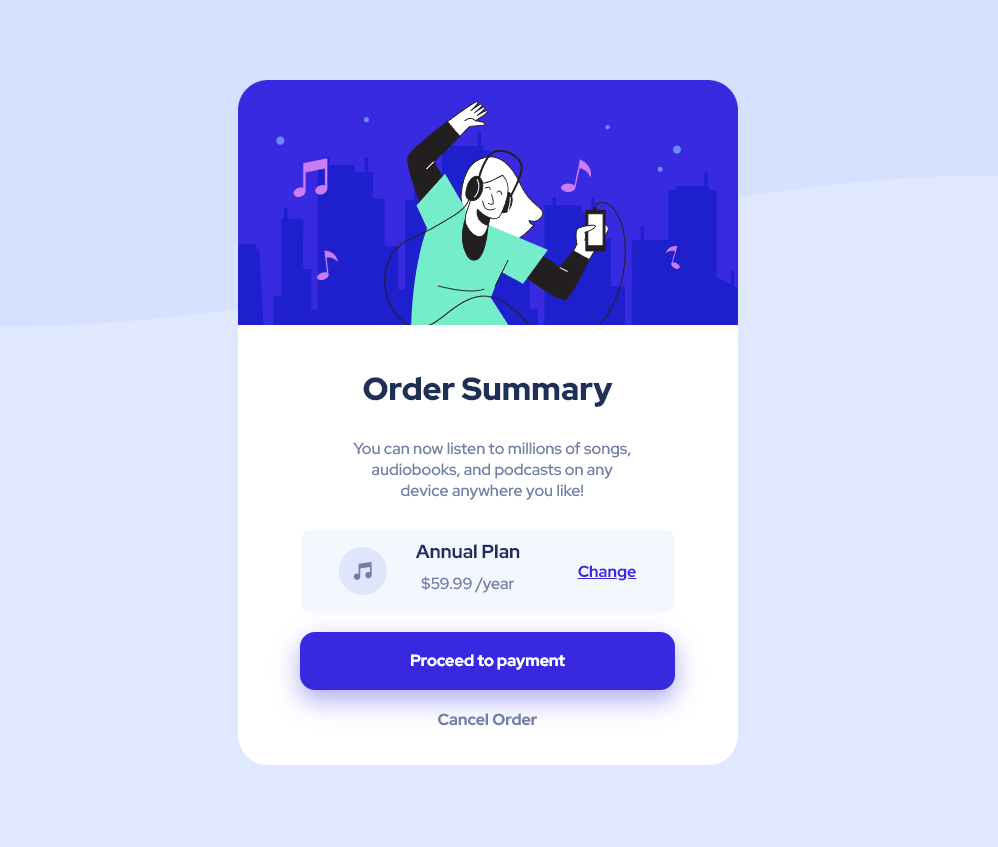 Order Summary
You can now listen to millions of songs,
audiobooks, and podcasts on any
device anywhere you like!
Annual Plan
$59.99 /year
Change
Proceed to payment
Cancel Order